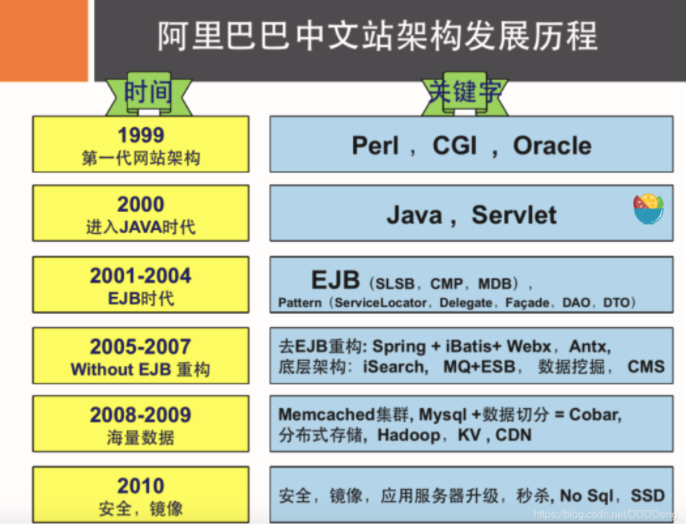 阿里巴巴中文站架构发展历程
时间
关键字
1999
第一代网站架构
Perl ， CGI ， Oracle
2000
进入JAVA时代
Java ，Servlet
2001-2004
EJB时代
EJB（SLSB，CMP，MDB），
Pattern（ServiceLocator，Delegate，Façade，DAO，DTO）
2005-2007
Without EJB 重构
去EJB重构: Spring + iBatis+ Webx，Antx，
底层架构：iSearch， MQ+ESB， 数据挖掘， CMS
2008-2009
海量数据
Memcached集群, Mysql +数据切分 = Cobar,
分布式存储，Hadoop，KV , CDN
2010
安全，镜像
安全，镜像，应用服务器升级，秒杀, No Sql，SSD
https://blog.csdn.net/DDDDeng_